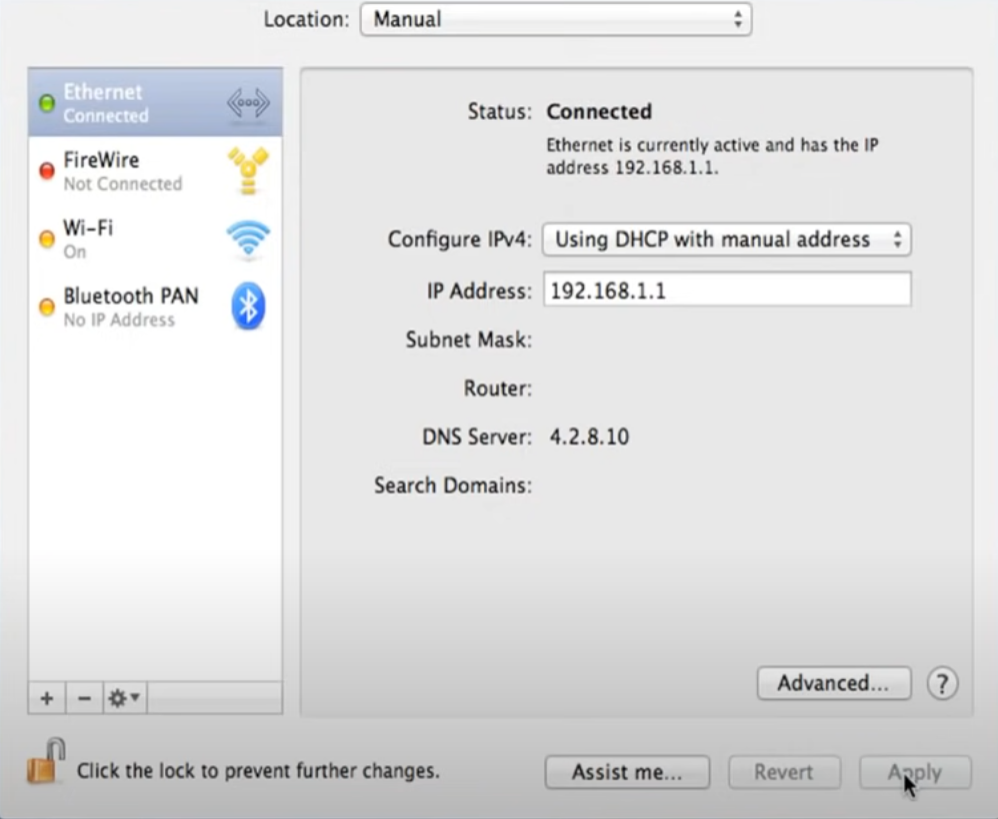 Location: Manual
Ethernet
Connected
FireWire
Not Connected
Wi-Fi
On
Bluetooth PAN
No IP Address
Status: Connected
Ethernet is currently active and has the IP
address 192.168.1.1.
Configure IPv4: Using DHCP with manual address
IP Address: 192.168.1.1
Subnet Mask:
Router:
DNS Server: 4.2.8.10
Search Domains:
Advanced... ?
Click the lock to prevent further changes.
Assist me... Revert Apply